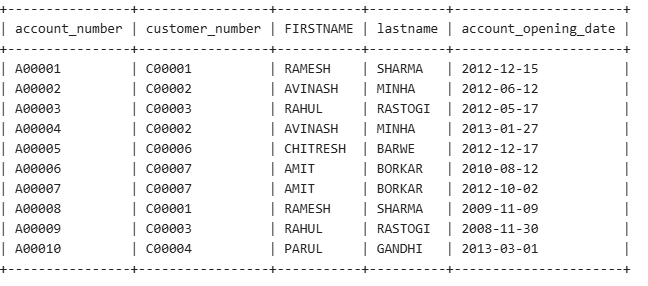 +----------------+-----------------+-----------+----------+----------------------+
| account_number | customer_number | FIRSTNAME | lastname | account_opening_date |
+----------------+-----------------+-----------+----------+----------------------+
| A00001         | C00001          | RAMESH    | SHARMA   | 2012-12-15           |
| A00002         | C00002          | AVINASH   | MINHA    | 2012-06-12           |
| A00003         | C00003          | RAHUL     | RASTOGI  | 2012-05-17           |
| A00004         | C00002          | AVINASH   | MINHA    | 2013-01-27           |
| A00005         | C00006          | CHITRESH  | BARWE    | 2012-12-17           |
| A00006         | C00007          | AMIT      | BORKAR   | 2010-08-12           |
| A00007         | C00007          | AMIT      | BORKAR   | 2012-10-02           |
| A00008         | C00001          | RAMESH    | SHARMA   | 2009-11-09           |
| A00009         | C00003          | RAHUL     | RASTOGI  | 2008-11-30           |
| A00010         | C00004          | PARUL     | GANDHI   | 2013-03-01           |
+----------------+-----------------+-----------+----------+----------------------+